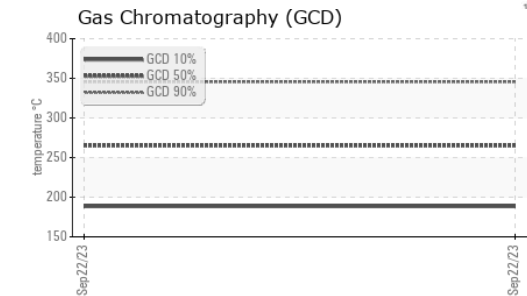 Gas Chromatography (GCD)
400
350
300
250
200
150
temperature °C
GCD 10%
GCD 50%
GCD 90%
Sep22/23
Sep22/23